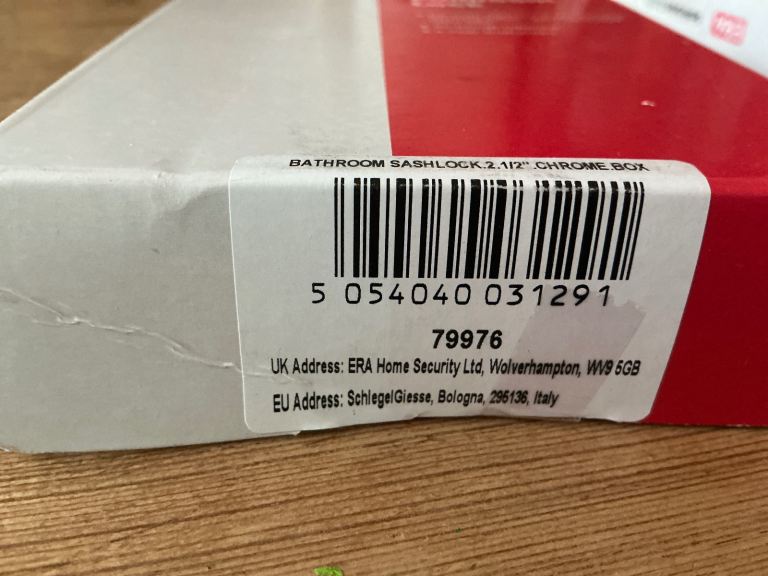 BATHROOM SASHLOCK.2.1/2".CHROME.BOX
5 054040 031291
79976
UK Address: ERA Home Security Ltd, Wolverhampton, WV9 5GB
EU Address: SchlegelGiesse, Bologna, 295136, Italy